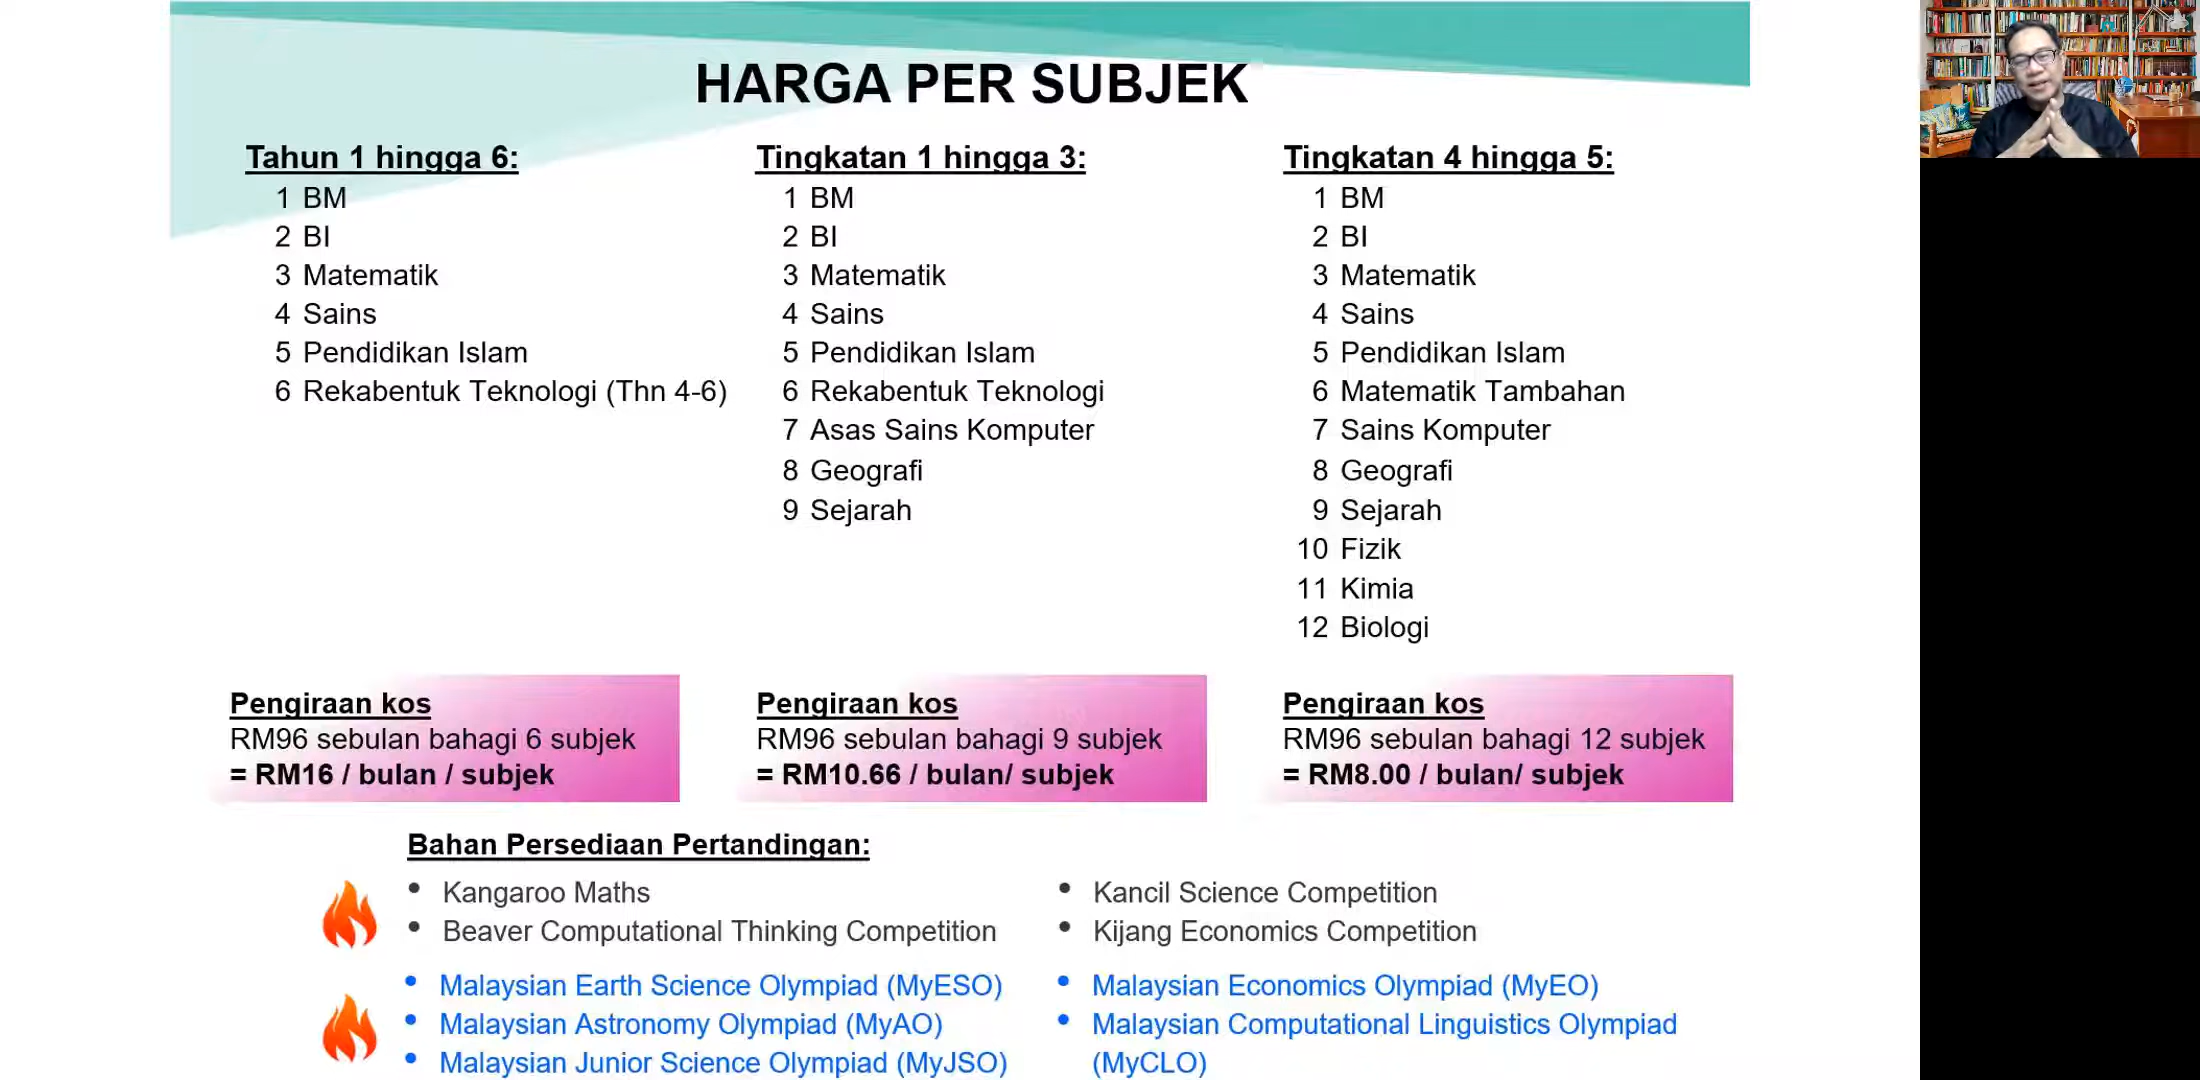 HARGA PER SUBJEK
Tahun 1 hingga 6:
1 BM
2 BI
3 Matematik
4 Sains
5 Pendidikan Islam
6 Rekabentuk Teknologi (Thn 4-6)
Tingkatan 1 hingga 3:
1 BM
2 BI
3 Matematik
4 Sains
5 Pendidikan Islam
6 Rekabentuk Teknologi
7 Asas Sains Komputer
8 Geografi
9 Sejarah
Tingkatan 4 hingga 5:
1 BM
2 BI
3 Matematik
4 Sains
5 Pendidikan Islam
6 Matematik Tambahan
7 Sains Komputer
8 Geografi
9 Sejarah
10 Fizik
11 Kimia
12 Biologi
Pengiraan kos
RM96 sebulan bahagi 6 subjek
= RM16 / bulan / subjek
Pengiraan kos
RM96 sebulan bahagi 9 subjek
= RM10.66 / bulan/ subjek
Pengiraan kos
RM96 sebulan bahagi 12 subjek
= RM8.00 / bulan/ subjek
Bahan Persediaan Pertandingan:
• Kangaroo Maths
• Beaver Computational Thinking Competition
• Kancil Science Competition
• Kijang Economics Competition
• Malaysian Earth Science Olympiad (MyESO)
• Malaysian Astronomy Olympiad (MyAO)
• Malaysian Junior Science Olympiad (MyJSO)
• Malaysian Economics Olympiad (MyEO)
• Malaysian Computational Linguistics Olympiad
(MyCLO)